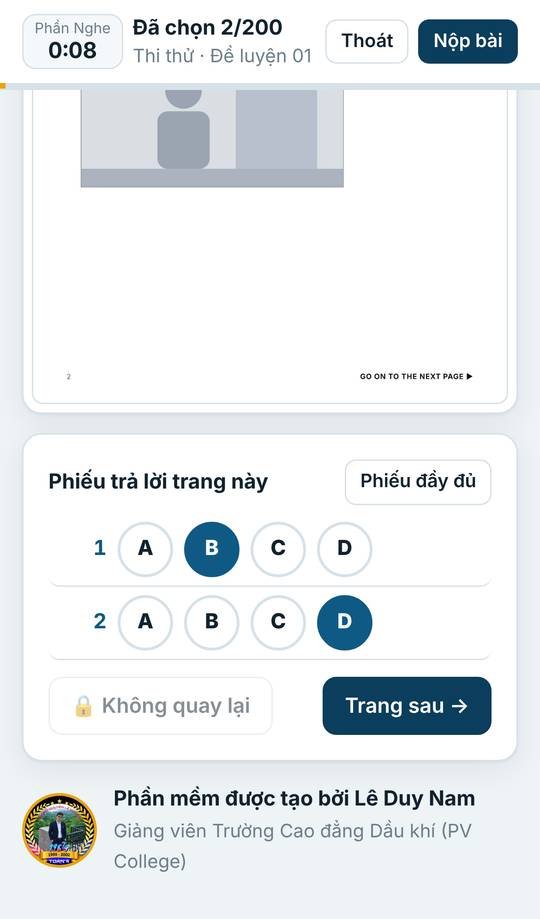 Phần Nghe
0:08
Đã chọn 2/200
Thi thử · Đề luyện 01
Thoát
Nộp bài
2
GO ON TO THE NEXT PAGE ▶
Phiếu trả lời trang này
Phiếu đầy đủ
1 A B C D
2 A B C D
🔒 Không quay lại
Trang sau →
Phần mềm được tạo bởi Lê Duy Nam
Giảng viên Trường Cao đẳng Dầu khí (PV
College)